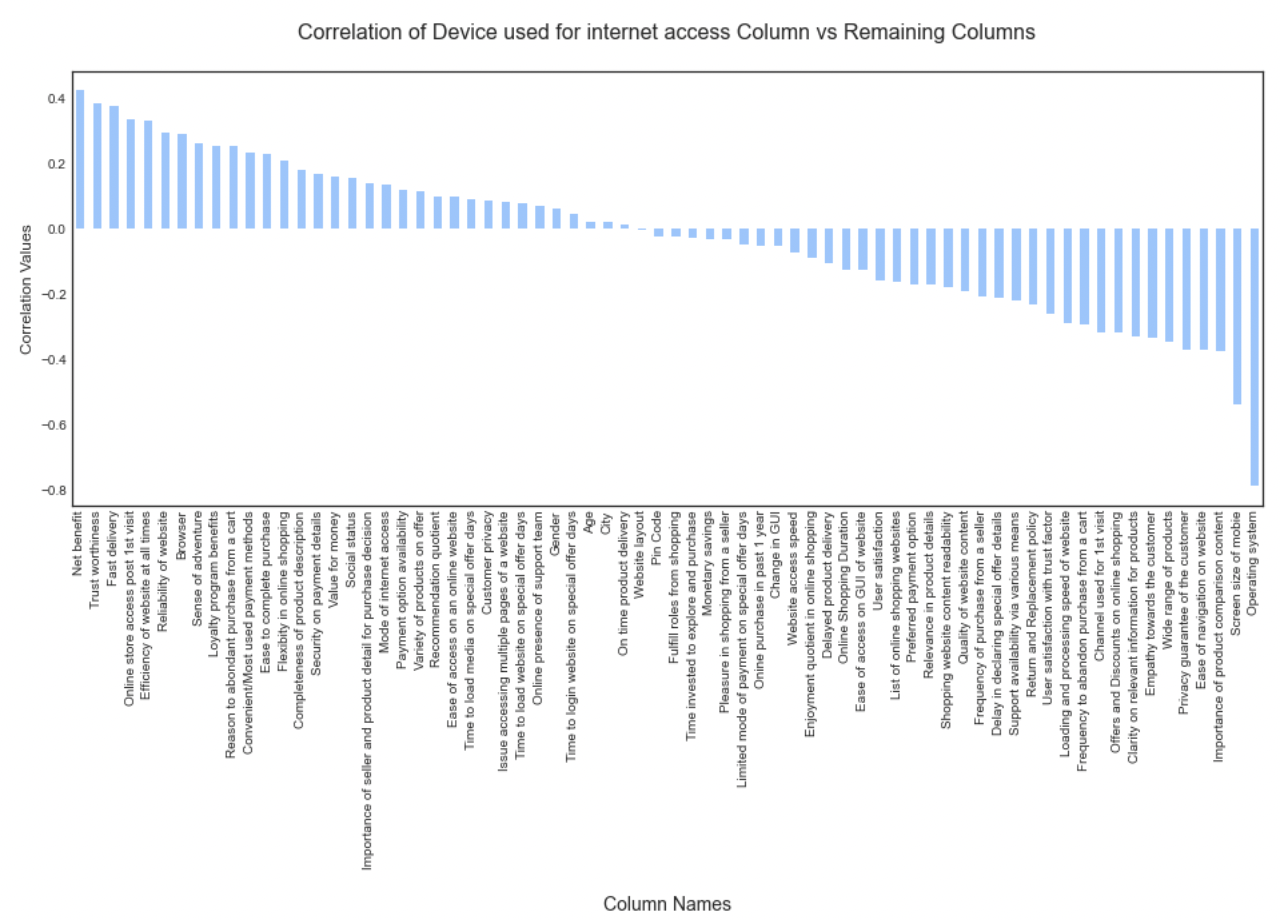 Correlation of Device used for internet access Column vs Remaining Columns
Correlation Values
0.4
0.2
0.0
−0.2
−0.4
−0.6
−0.8
Net benefit
Trust worthiness
Fast delivery
Online store access post 1st visit
Efficiency of website at all times
Reliability of website
Browser
Sense of adventure
Loyalty program benefits
Reason to abondant purchase from a cart
Convenient/Most used payment methods
Ease to complete purchase
Flexibity in online shopping
Completeness of product description
Security on payment details
Value for money
Social status
Importance of seller and product detail for purchase decision
Mode of internet access
Payment option availability
Variety of products on offer
Recommendation quotient
Ease of access an online website
Time to load media on special offer days
Customer privacy
Issue accessing multiple pages of a website
Time to load website on special offer days
Online presence of support team
Gender
Time to login website on special offer days
Age
City
On time product delivery
Website layout
Pin Code
Fulfill roles from shopping
Time invested to explore and purchase
Monetary savings
Pleasure in shopping from a seller
Limited mode of payment on special offer days
Onine purchase in past 1 year
Change in GUI
Website access speed
Enjoyment quotient in online shopping
Delayed product delivery
Online Shopping Duration
Ease of access on GUI of website
User satisfaction
List of online shopping websites
Preferred payment option
Relevance in product details
Shopping website content readability
Quality of website content
Frequency of purchase from a seller
Delay in declaring special offer details
Support availability via various means
Return and Replacement policy
User satisfaction with trust factor
Loading and processing speed of website
Frequency to abandon purchase from a cart
Channel used for 1st visit
Offers and Discounts on online shopping
Clarity on relevant information for products
Empathy towards the customer
Wide range of products
Privacy guarantee of the customer
Ease of navigation on website
Importance of product comparison content
Screen size of mobie
Operating system
Column Names